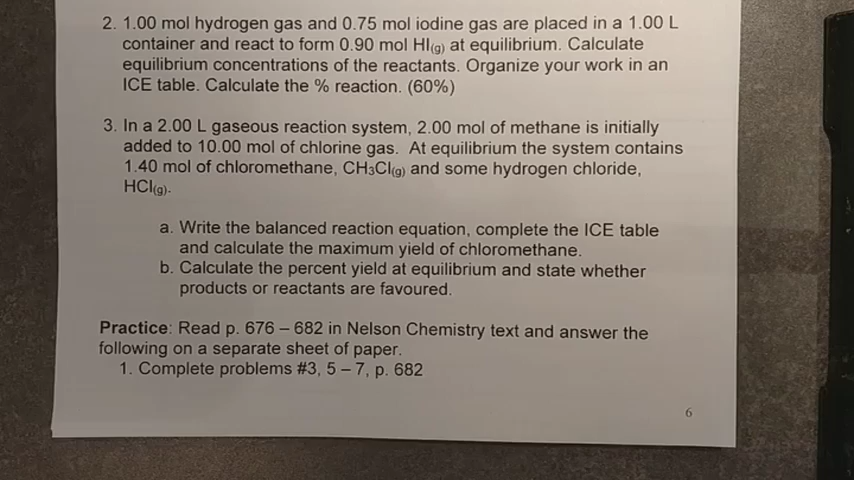 2. 1.00 mol hydrogen gas and 0.75 mol iodine gas are placed in a 1.00 L
container and react to form 0.90 mol HI(g) at equilibrium. Calculate
equilibrium concentrations of the reactants. Organize your work in an
ICE table. Calculate the % reaction. (60%)
3. In a 2.00 L gaseous reaction system, 2.00 mol of methane is initially
added to 10.00 mol of chlorine gas. At equilibrium the system contains
1.40 mol of chloromethane, CH3Cl(g) and some hydrogen chloride,
HCl(g).
a. Write the balanced reaction equation, complete the ICE table
and calculate the maximum yield of chloromethane.
b. Calculate the percent yield at equilibrium and state whether
products or reactants are favoured.
Practice: Read p. 676 – 682 in Nelson Chemistry text and answer the
following on a separate sheet of paper.
1. Complete problems #3, 5 – 7, p. 682
6